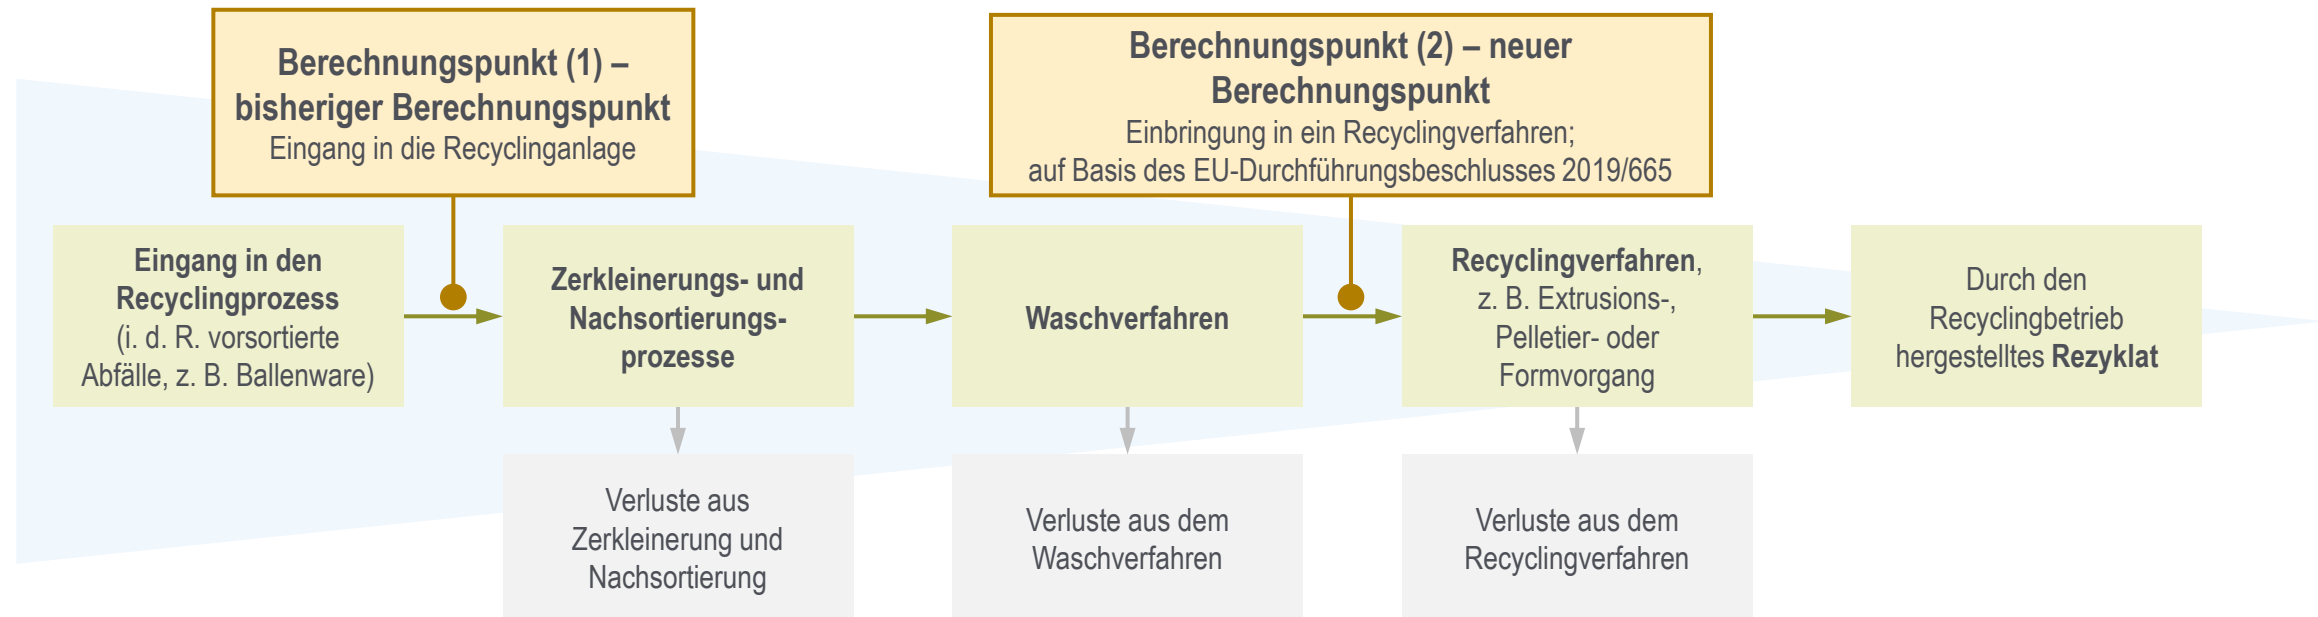 Berechnungspunkt (1) –
bisheriger Berechnungspunkt
Eingang in die Recyclinganlage
Berechnungspunkt (2) – neuer
Berechnungspunkt
Einbringung in ein Recyclingverfahren;
auf Basis des EU-Durchführungsbeschlusses 2019/665
Eingang in den
Recyclingprozess
(i. d. R. vorsortierte
Abfälle, z. B. Ballenware)
Zerkleinerungs- und
Nachsortierungs-
prozesse
Waschverfahren
Recyclingverfahren,
z. B. Extrusions-,
Pelletier- oder
Formvorgang
Durch den
Recyclingbetrieb
hergestelltes Rezyklat
Verluste aus
Zerkleinerung und
Nachsortierung
Verluste aus dem
Waschverfahren
Verluste aus dem
Recyclingverfahren